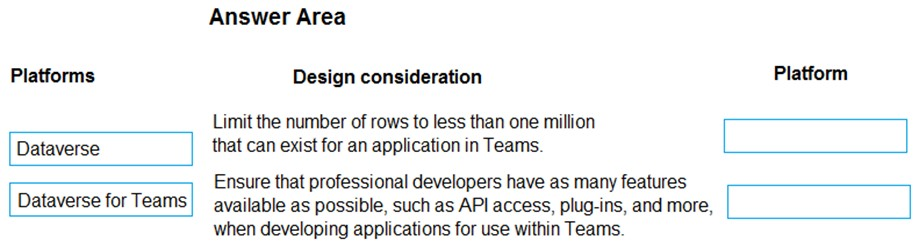 Answer Area
Platforms
Design consideration
Platform
Limit the number of rows to less than one million
that can exist for an application in Teams.
Dataverse
Ensure that professional developers have as many features
available as possible, such as API access, plug-ins, and more,
when developing applications for use within Teams.
Dataverse for Teams